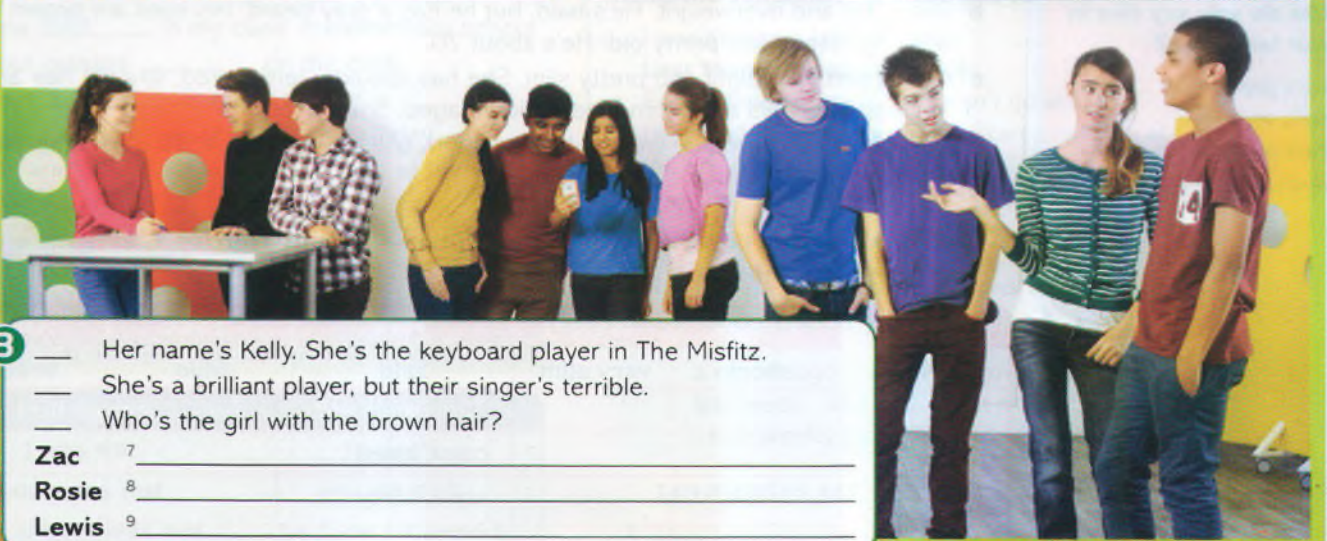 3 ___ Her name's Kelly. She's the keyboard player in The Misfitz.
___ She's a brilliant player, but their singer's terrible.
___ Who's the girl with the brown hair?
Zac 7
Rosie 8
Lewis 9